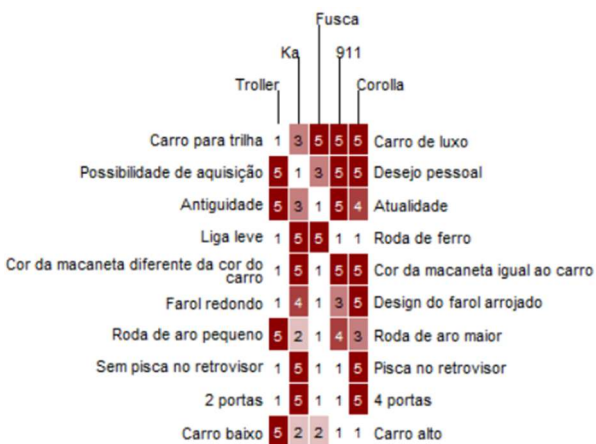 Fusca
Ka 911
Troller Corolla
Carro para trilha 1 3 5 5 5 Carro de luxo
Possibilidade de aquisição 5 1 3 5 5 Desejo pessoal
Antiguidade 5 3 1 5 4 Atualidade
Liga leve 1 5 5 1 1 Roda de ferro
Cor da macaneta diferente da cor do
carro 1 5 1 5 5 Cor da macaneta igual ao carro
Farol redondo 1 4 1 3 5 Design do farol arrojado
Roda de aro pequeno 5 2 1 4 3 Roda de aro maior
Sem pisca no retrovisor 1 5 1 1 5 Pisca no retrovisor
2 portas 1 5 1 1 5 4 portas
Carro baixo 5 2 2 1 1 Carro alto